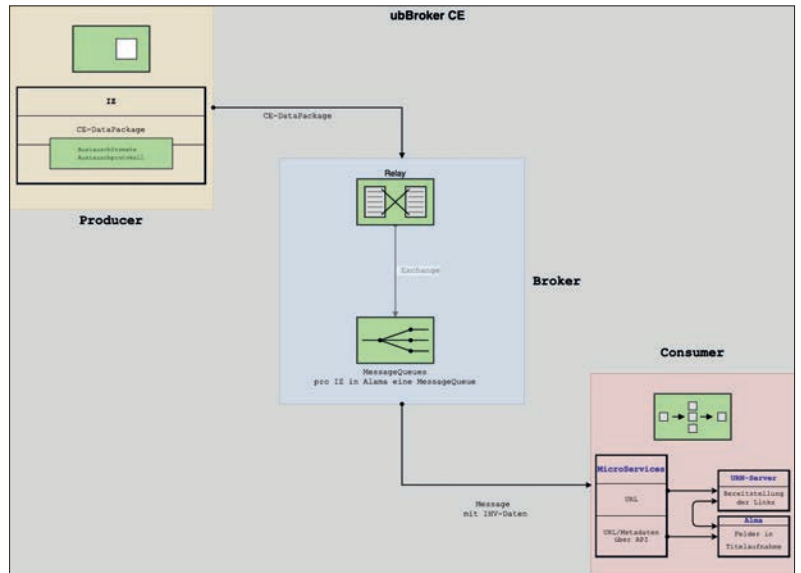 ubBroker CE
IZ
CE-DataPackage
Austauschformate
Austauschprotokoll
Producer
CE-DataPackage
Relay
Exchange
MessageQueues
pro IZ in Alama eine MessageQueue
Broker
Consumer
Message
mit IHV-Daten
MicroServices
URL
URL/Metadaten
über API
URN-Server
Bereitstellung
der Links
Alma
Felder in
Titelaufnahme